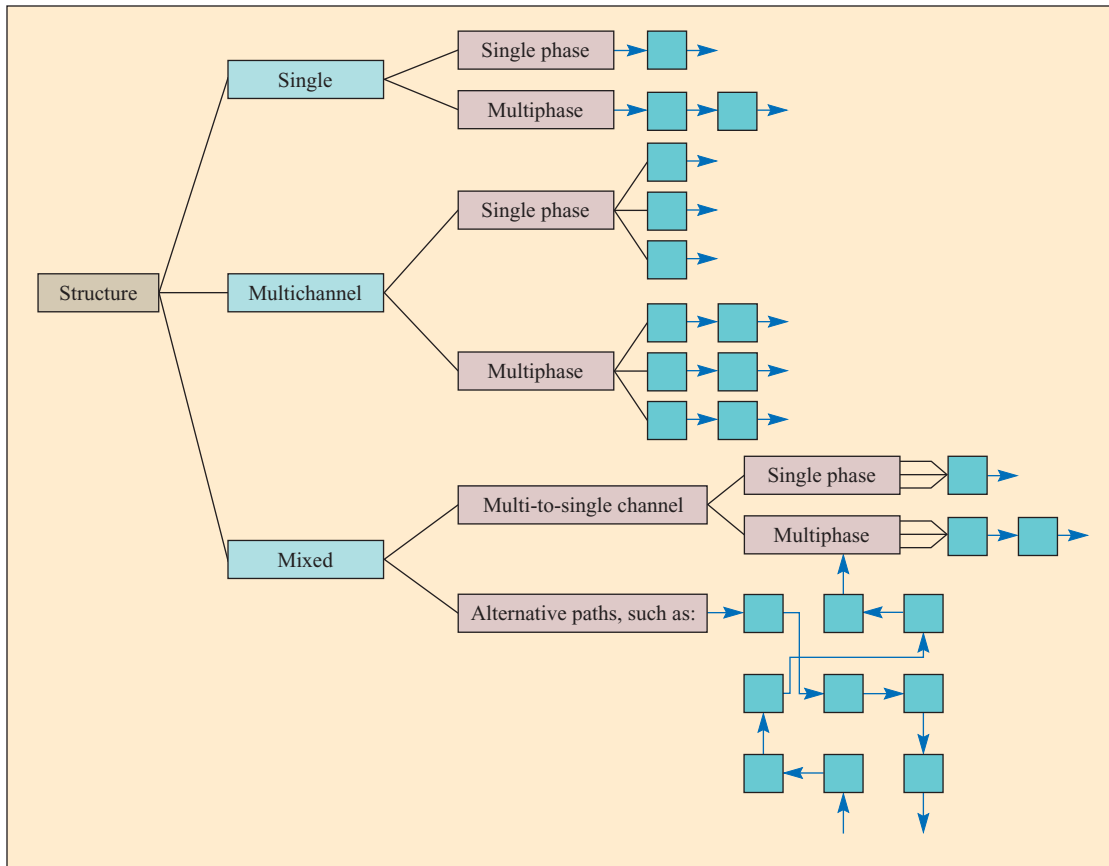 Single phase
Single
Multiphase
Single phase
Structure
Multichannel
Multiphase
Single phase
Multi-to-single channel
Multiphase
Mixed
Alternative paths, such as: